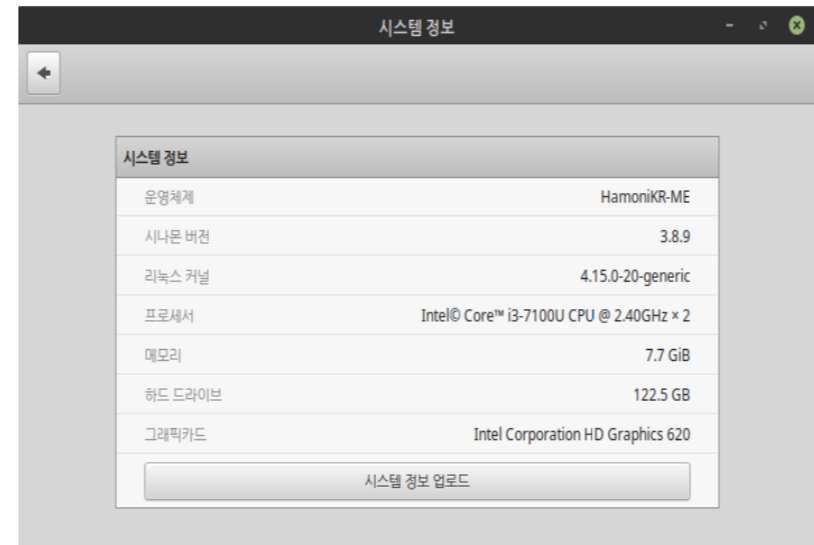 시스템 정보
시스템 정보
운영체제 HamoniKR-ME
시나몬 버전 3.8.9
리눅스 커널 4.15.0-20-generic
프로세서 Intel© Core™ i3-7100U CPU @ 2.40GHz × 2
메모리 7.7 GiB
하드 드라이브 122.5 GB
그래픽카드 Intel Corporation HD Graphics 620
시스템 정보 업로드